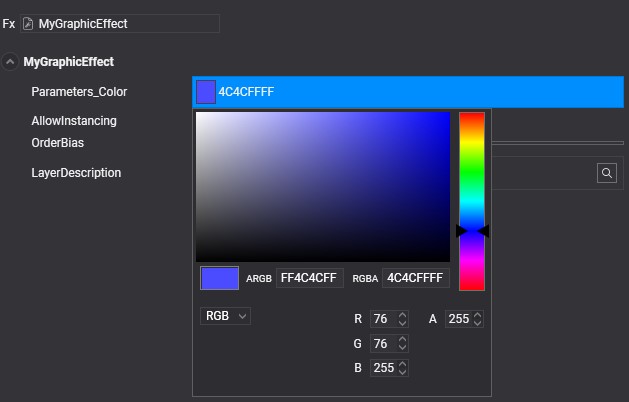 Fx MyGraphicEffect
MyGraphicEffect
Parameters_Color 4C4CFFFF
AllowInstancing
OrderBias
LayerDescription
ARGB FF4C4CFF RGBA 4C4CFFFF
RGB R 76 A 255
G 76
B 255